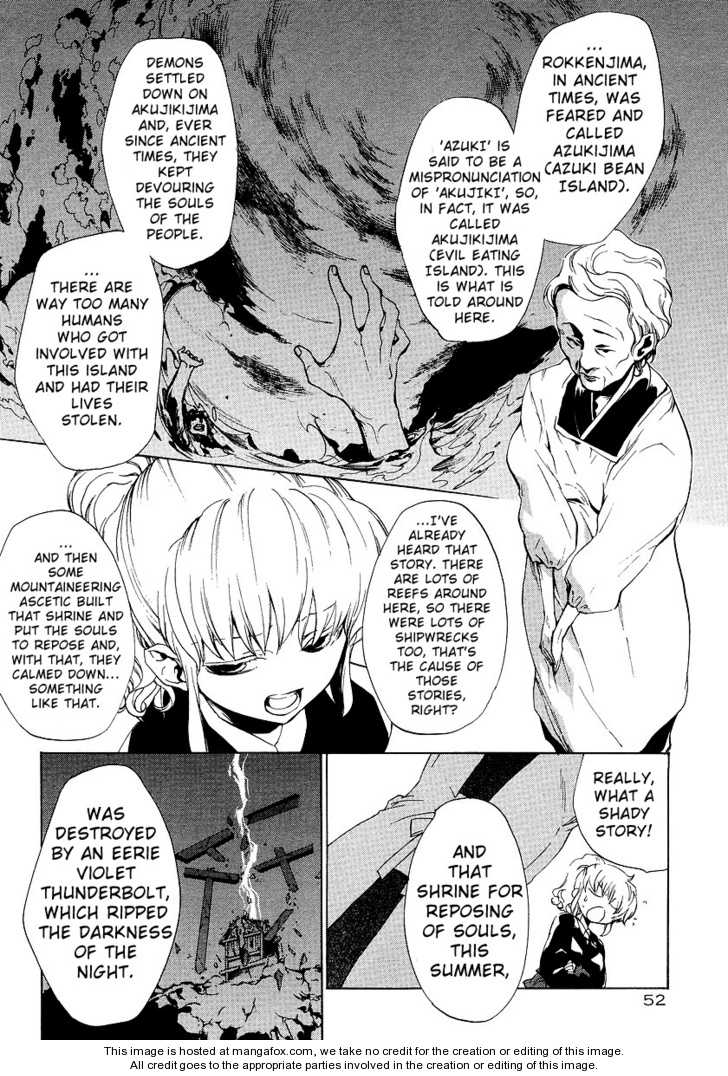 ...
ROKKENJIMA,
IN ANCIENT
TIMES, WAS
FEARED AND
CALLED
AZUKIJIMA
(AZUKI BEAN
ISLAND).
'AZUKI' IS
SAID TO BE A
MISPRONUNCIATION
OF 'AKUJIKI', SO,
IN FACT, IT WAS
CALLED
AKUJIKIJIMA
(EVIL EATING
ISLAND). THIS
IS WHAT IS
TOLD AROUND
HERE.
DEMONS
SETTLED
DOWN ON
AKUJIKIJIMA
AND, EVER
SINCE ANCIENT
TIMES, THEY
KEPT
DEVOURING
THE SOULS
OF THE
PEOPLE.
...
THERE ARE
WAY TOO MANY
HUMANS
WHO GOT
INVOLVED WITH
THIS ISLAND
AND HAD THEIR
LIVES
STOLEN.
...I'VE
ALREADY
HEARD THAT
STORY. THERE
ARE LOTS OF
REEFS AROUND
HERE, SO THERE
WERE LOTS OF
SHIPWRECKS
TOO, THAT'S
THE CAUSE OF
THOSE
STORIES,
RIGHT?
...
AND THEN
SOME
MOUNTAINEERING
ASCETIC BUILT
THAT SHRINE AND
PUT THE SOULS
TO REPOSE AND,
WITH THAT, THEY
CALMED DOWN...
SOMETHING
LIKE THAT.
REALLY,
WHAT A
SHADY
STORY!
AND
THAT
SHRINE FOR
REPOSING
OF SOULS,
THIS
SUMMER,
WAS
DESTROYED
BY AN EERIE
VIOLET
THUNDERBOLT,
WHICH RIPPED
THE DARKNESS
OF THE
NIGHT.
52
This image is hosted at mangafox.com, we take no credit for the creation or editing of this image.
All credit goes to the appropriate parties involved in the creation or editing of this image.